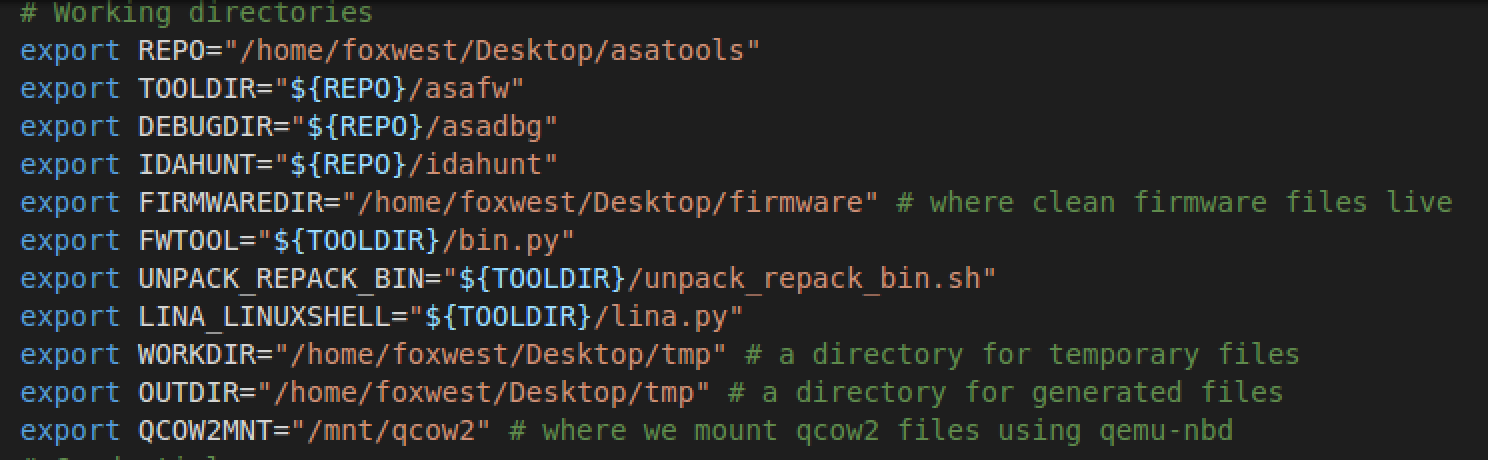 # Working directories
export REPO="/home/foxwest/Desktop/asatools"
export TOOLDIR="${REPO}/asafw"
export DEBUGDIR="${REPO}/asadbg"
export IDAHUNT="${REPO}/idahunt"
export FIRMWAREDIR="/home/foxwest/Desktop/firmware" # where clean firmware files live
export FWTOOL="${TOOLDIR}/bin.py"
export UNPACK_REPACK_BIN="${TOOLDIR}/unpack_repack_bin.sh"
export LINA_LINUXSHELL="${TOOLDIR}/lina.py"
export WORKDIR="/home/foxwest/Desktop/tmp" # a directory for temporary files
export OUTDIR="/home/foxwest/Desktop/tmp" # a directory for generated files
export QCOW2MNT="/mnt/qcow2" # where we mount qcow2 files using qemu-nbd